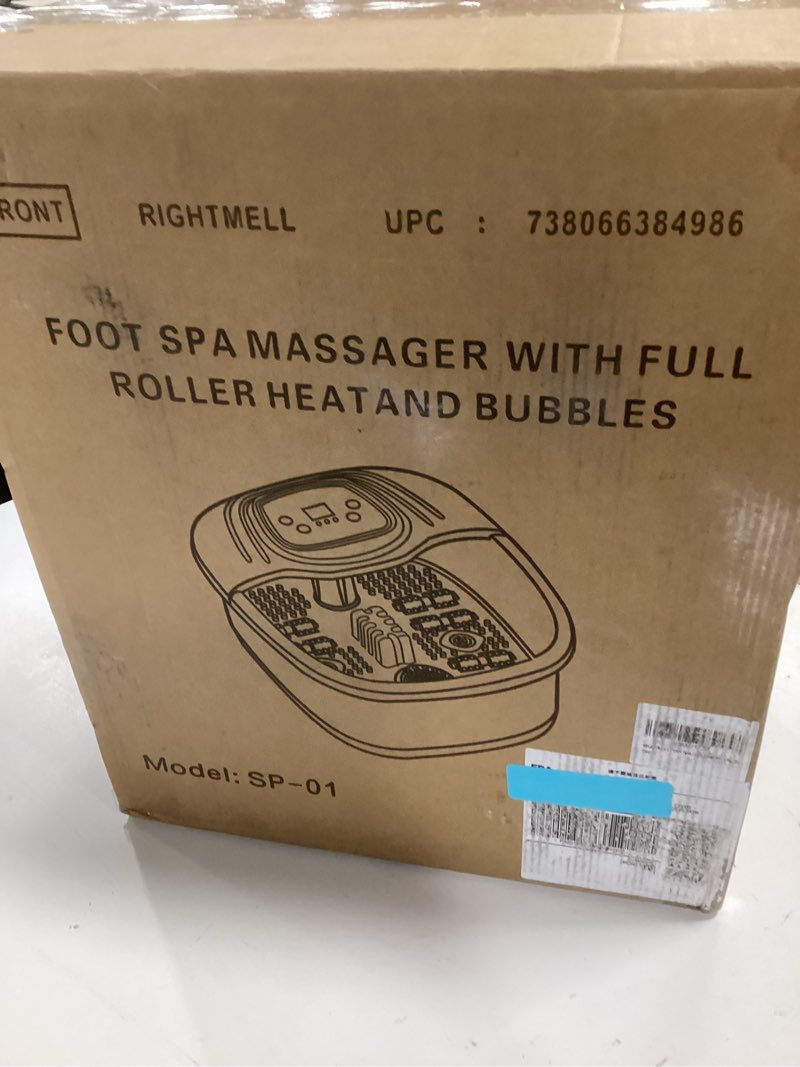 RONT
RIGHTMELL UPC : 738066384986
FOOT SPA MASSAGER WITH FULL
ROLLER HEATAND BUBBLES
Model: SP-01